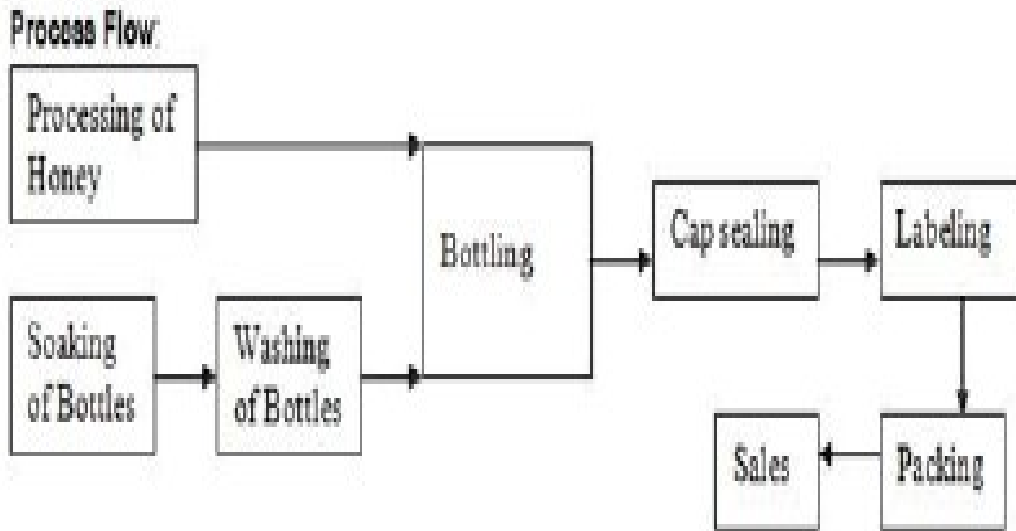 Process Flow:
Processing of
Honey
Bottling
Cap sealing
Labeling
Soaking
of Bottles
Washing
of Bottles
Sales
Packing